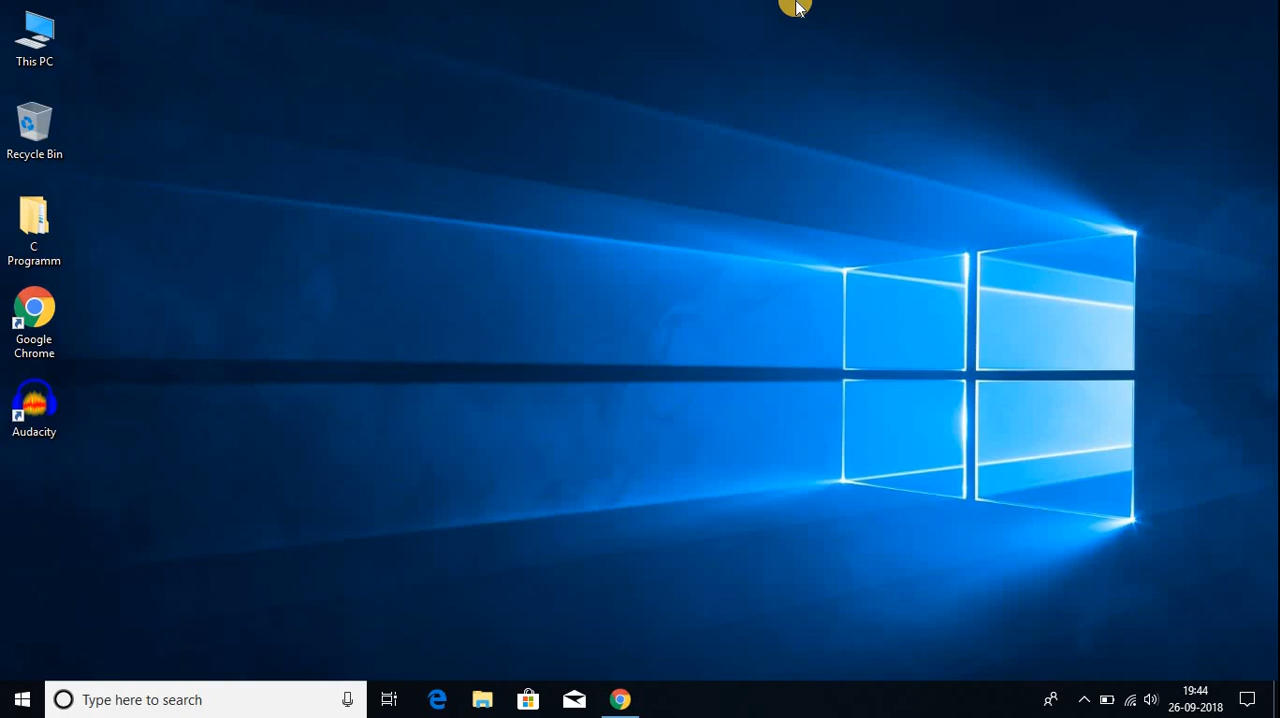 This PC
Recycle Bin
C
Programm
Google
Chrome
Audacity
Type here to search
19:44
26-09-2018